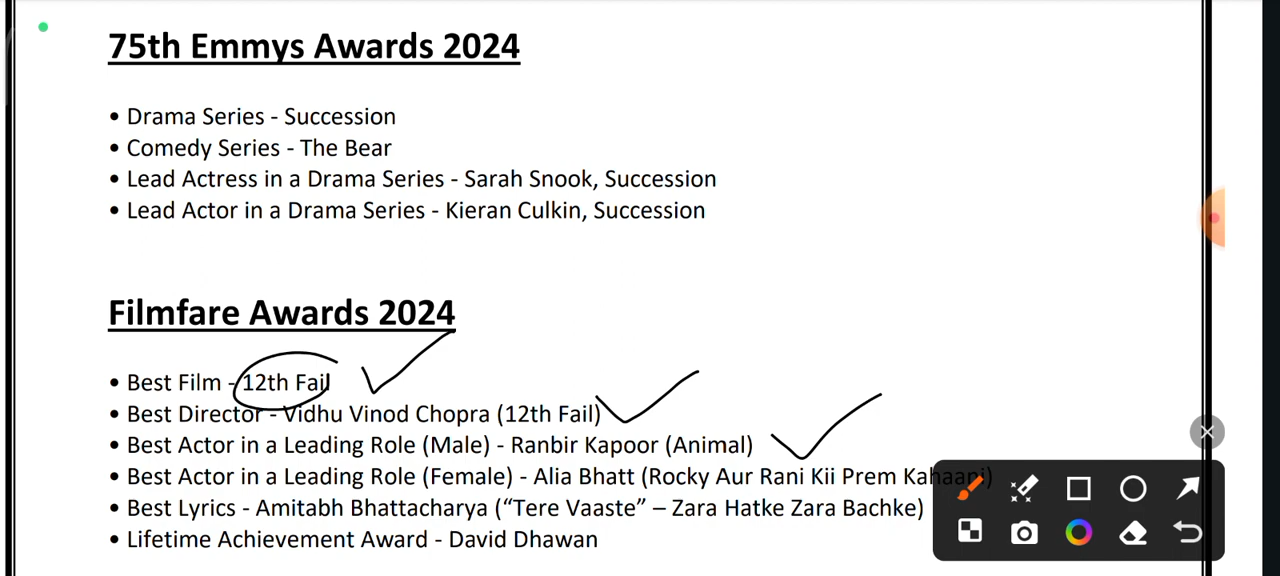 75th Emmys Awards 2024
• Drama Series - Succession
• Comedy Series - The Bear
• Lead Actress in a Drama Series - Sarah Snook, Succession
• Lead Actor in a Drama Series - Kieran Culkin, Succession
Filmfare Awards 2024
• Best Film - 12th Fail
• Best Director - Vidhu Vinod Chopra (12th Fail)
• Best Actor in a Leading Role (Male) - Ranbir Kapoor (Animal)
• Best Actor in a Leading Role (Female) - Alia Bhatt (Rocky Aur Rani Kii Prem Kahaani)
• Best Lyrics - Amitabh Bhattacharya (“Tere Vaaste” – Zara Hatke Zara Bachke)
• Lifetime Achievement Award - David Dhawan